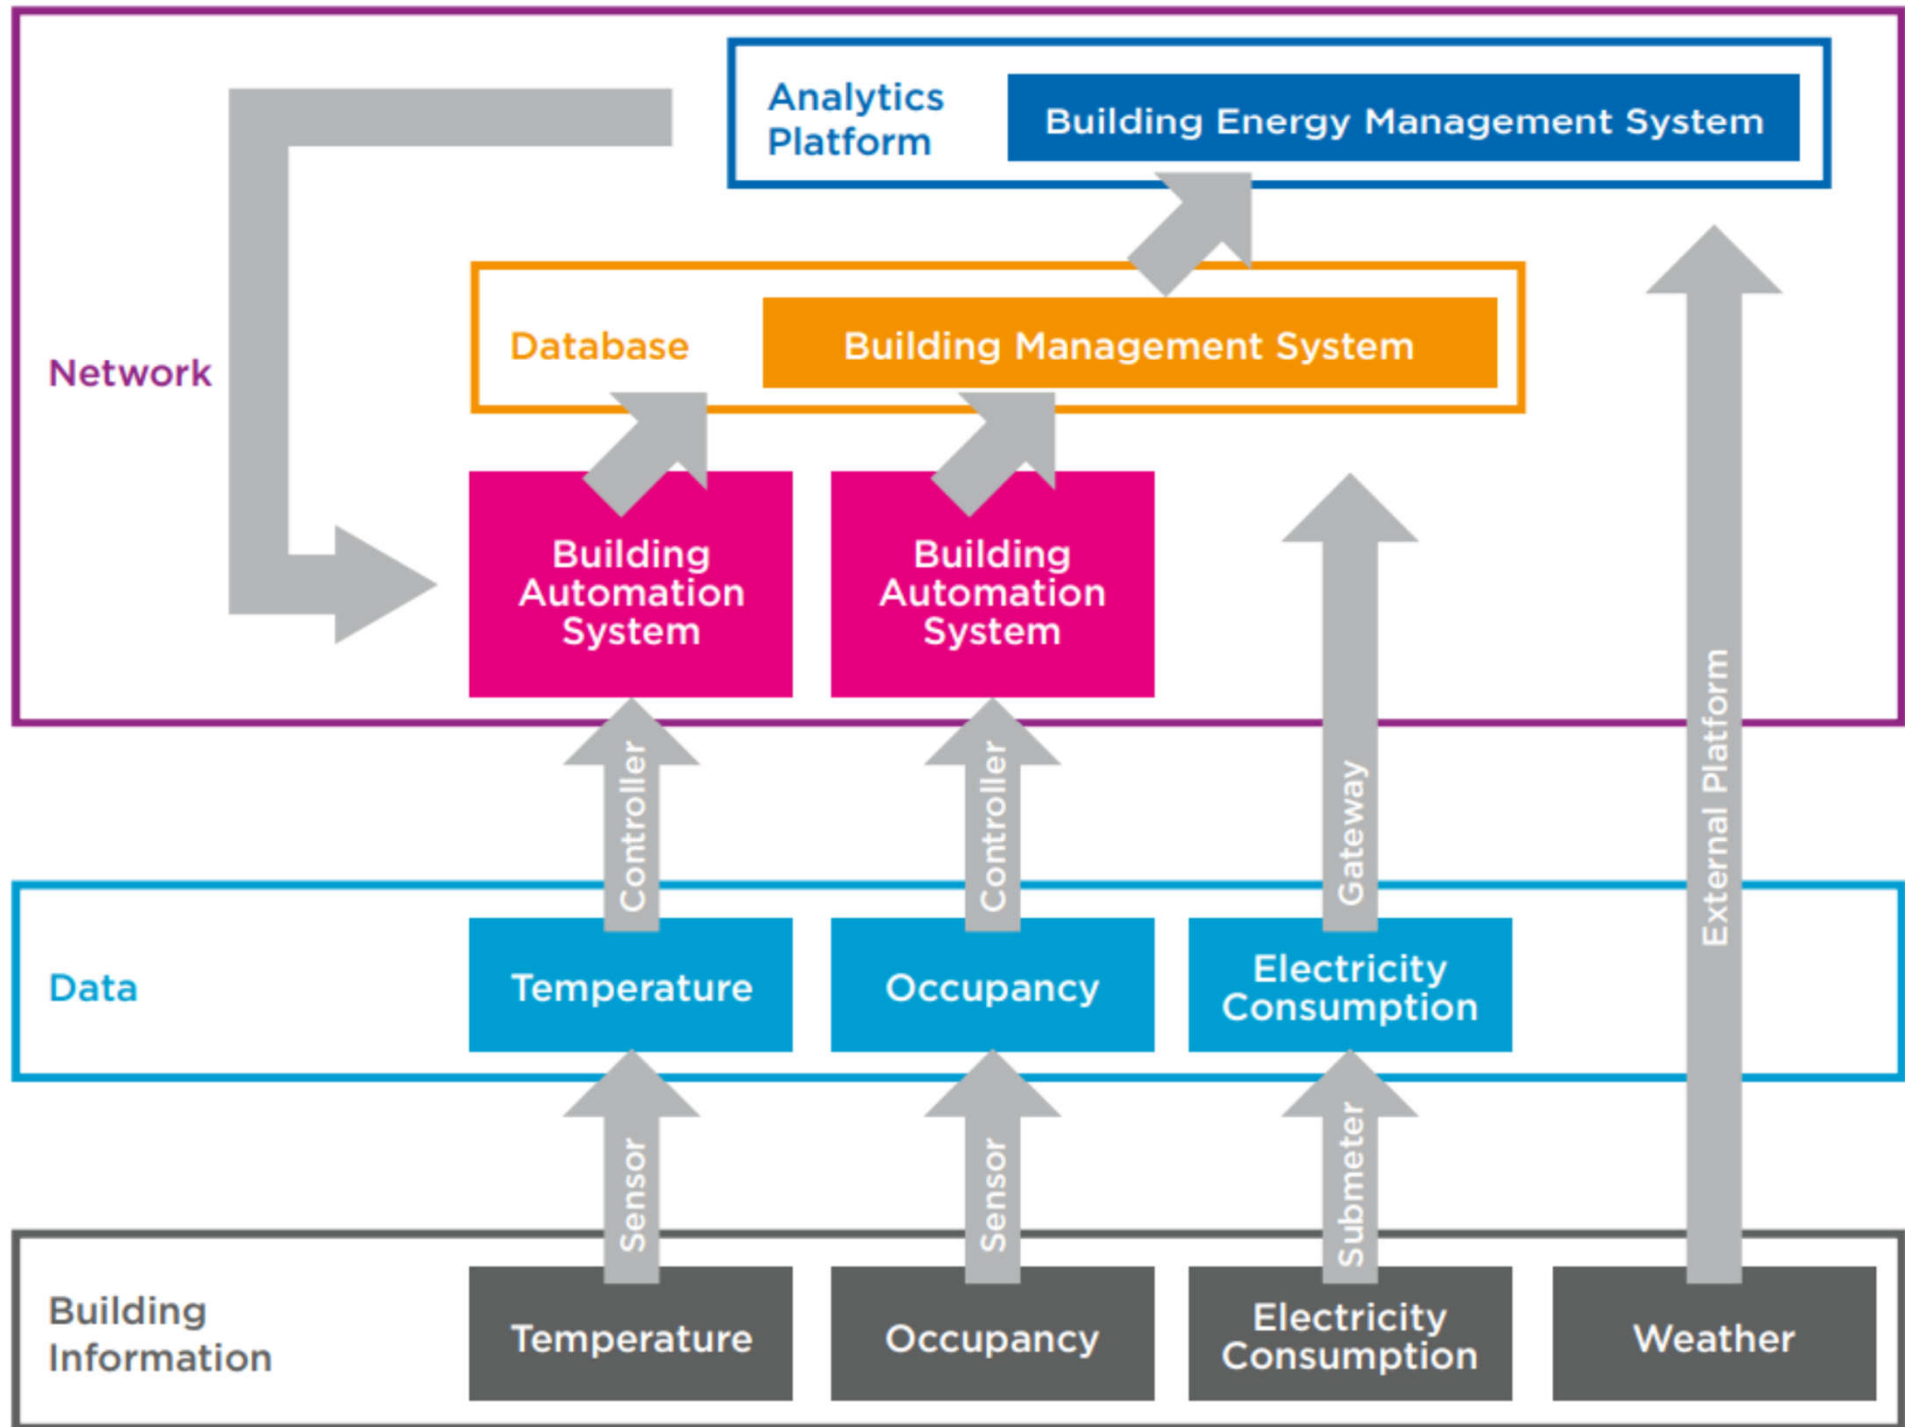 Analytics
Platform
Building Energy Management System
Network
Database
Building Management System
Building
Automation
System
Building
Automation
System
Controller
Controller
Gateway
External Platform
Data
Temperature
Occupancy
Electricity
Consumption
Sensor
Sensor
Submeter
Building
Information
Temperature
Occupancy
Electricity
Consumption
Weather